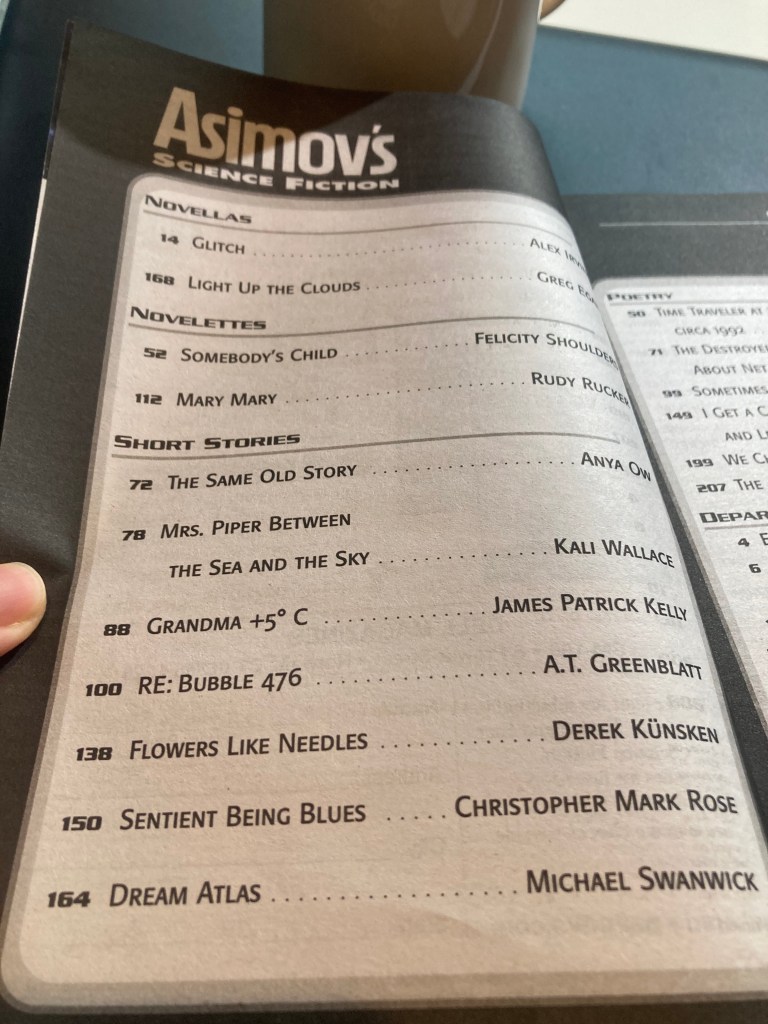 Asimov's
Science Fiction
Novellas
14 Glitch . . . . . . . . . . . . . . . . . . . . . . . . . . . . Alex
168 Light Up the Clouds . . . . . . . . . . . . . . . . . Greg
Novelettes
52 Somebody's Child . . . . . . . . . . . . . . Felicity
112 Mary Mary . . . . . . . . . . . . . . . . . . . . . . . . . Rudy Rucker
Short Stories
72 The Same Old Story . . . . . . . . . . . . . . . . . . . . . Anya
78 Mrs. Piper Between
the Sea and the Sky . . . . . . . . . . . . . . . Kali Wallace
88 Grandma +5° C . . . . . . . . . . . . . . James Patrick Kelly
100 RE: Bubble 476 . . . . . . . . . . . . . . . . . . A.T. Greenblatt
138 Flowers Like Needles . . . . . . . . . . . . . Derek Künsken
150 Sentient Being Blues . . . . . Christopher Mark Rose
164 Dream Atlas . . . . . . . . . . . . . . . . . . . Michael Swanwick
Poetry
50 Time Traveler at
circa 1992
71 The
About
99 Sometimes
149 I Get a
and
199 We
207 The
4
6